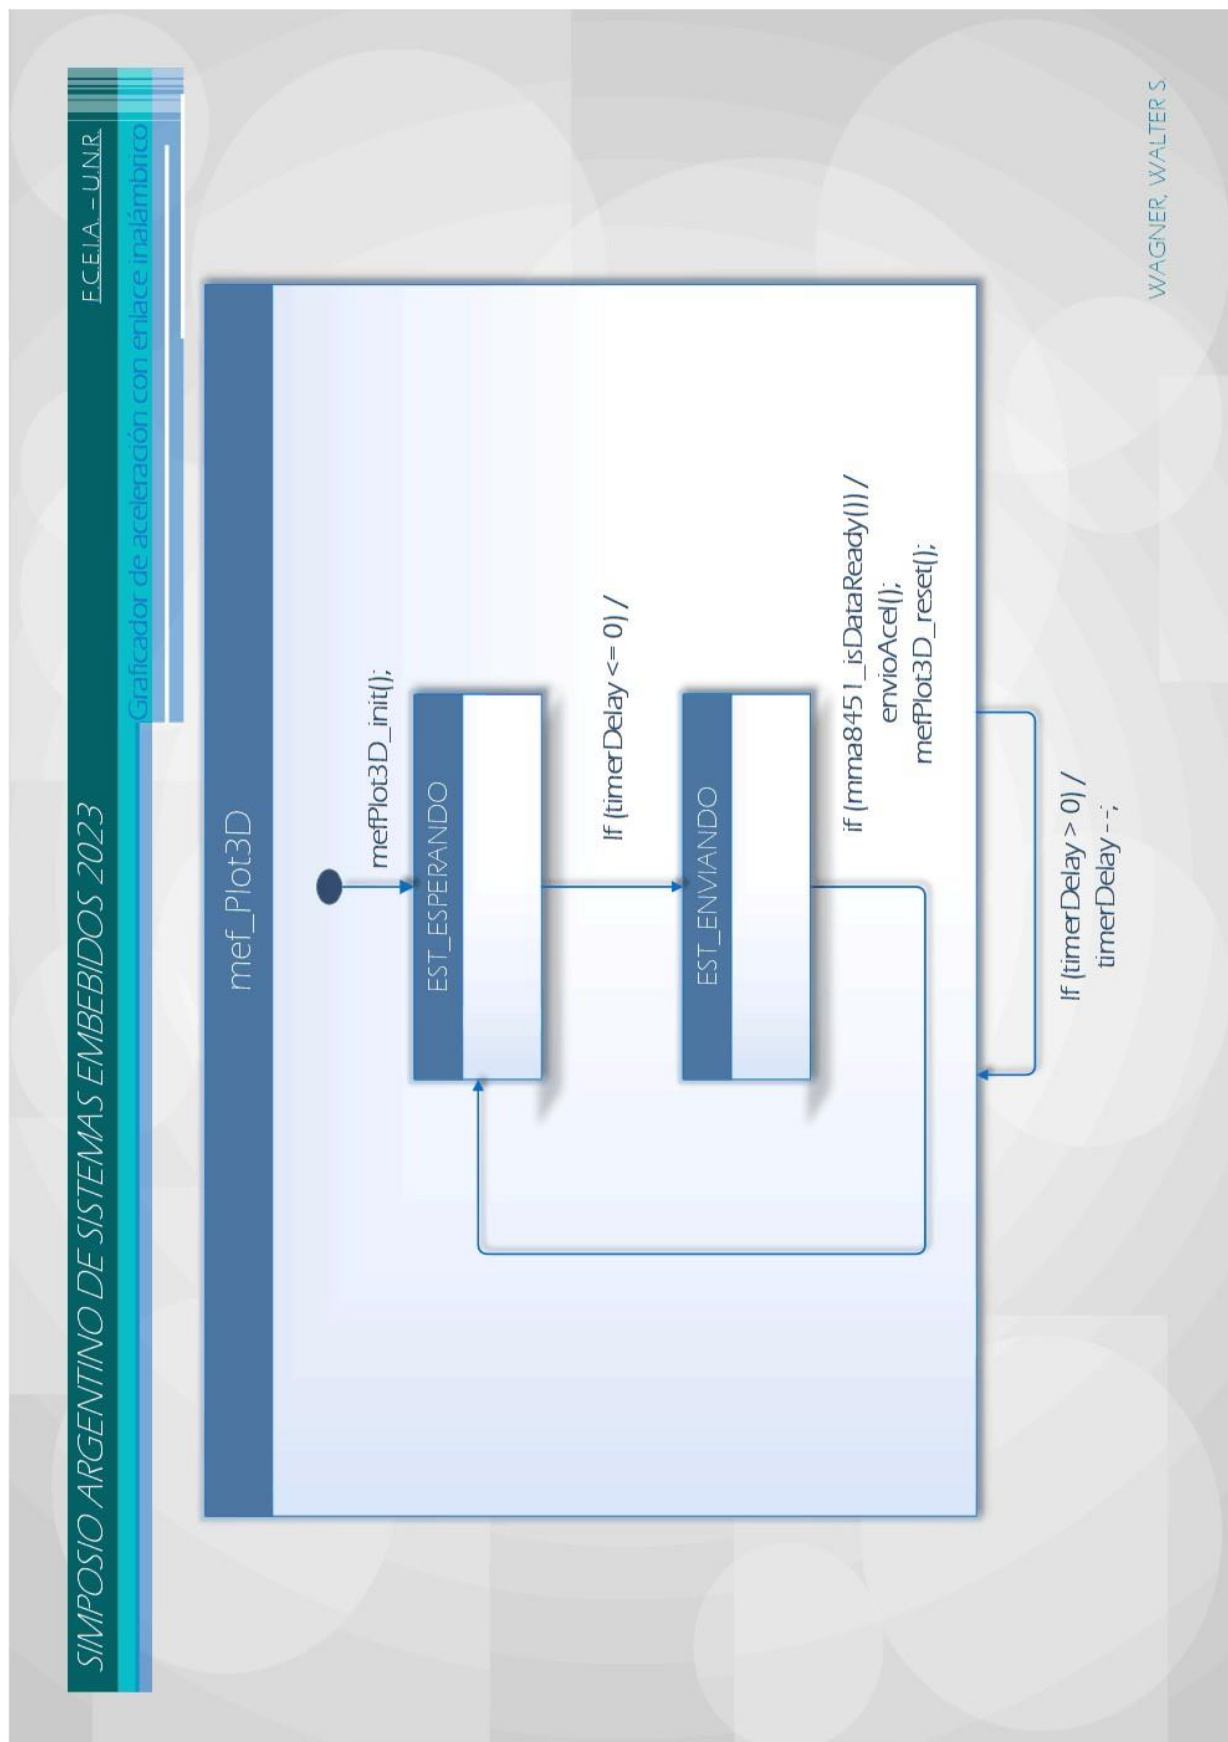 SIMPOSIO ARGENTINO DE SISTEMAS EMBEBIDOS 2023
F.C.E.I.A. – U.N.R.
Graficador de aceleración con enlace inalámbrico
mef_Plot3D
mefPlot3D_init();
EST_ESPERANDO
If (timerDelay <= 0) /
EST_ENVIANDO
if (mma8451_isDataReady()) /
envioAcel();
mefPlot3D_reset();
If (timerDelay > 0) /
timerDelay --;
WAGNER, WALTER S.